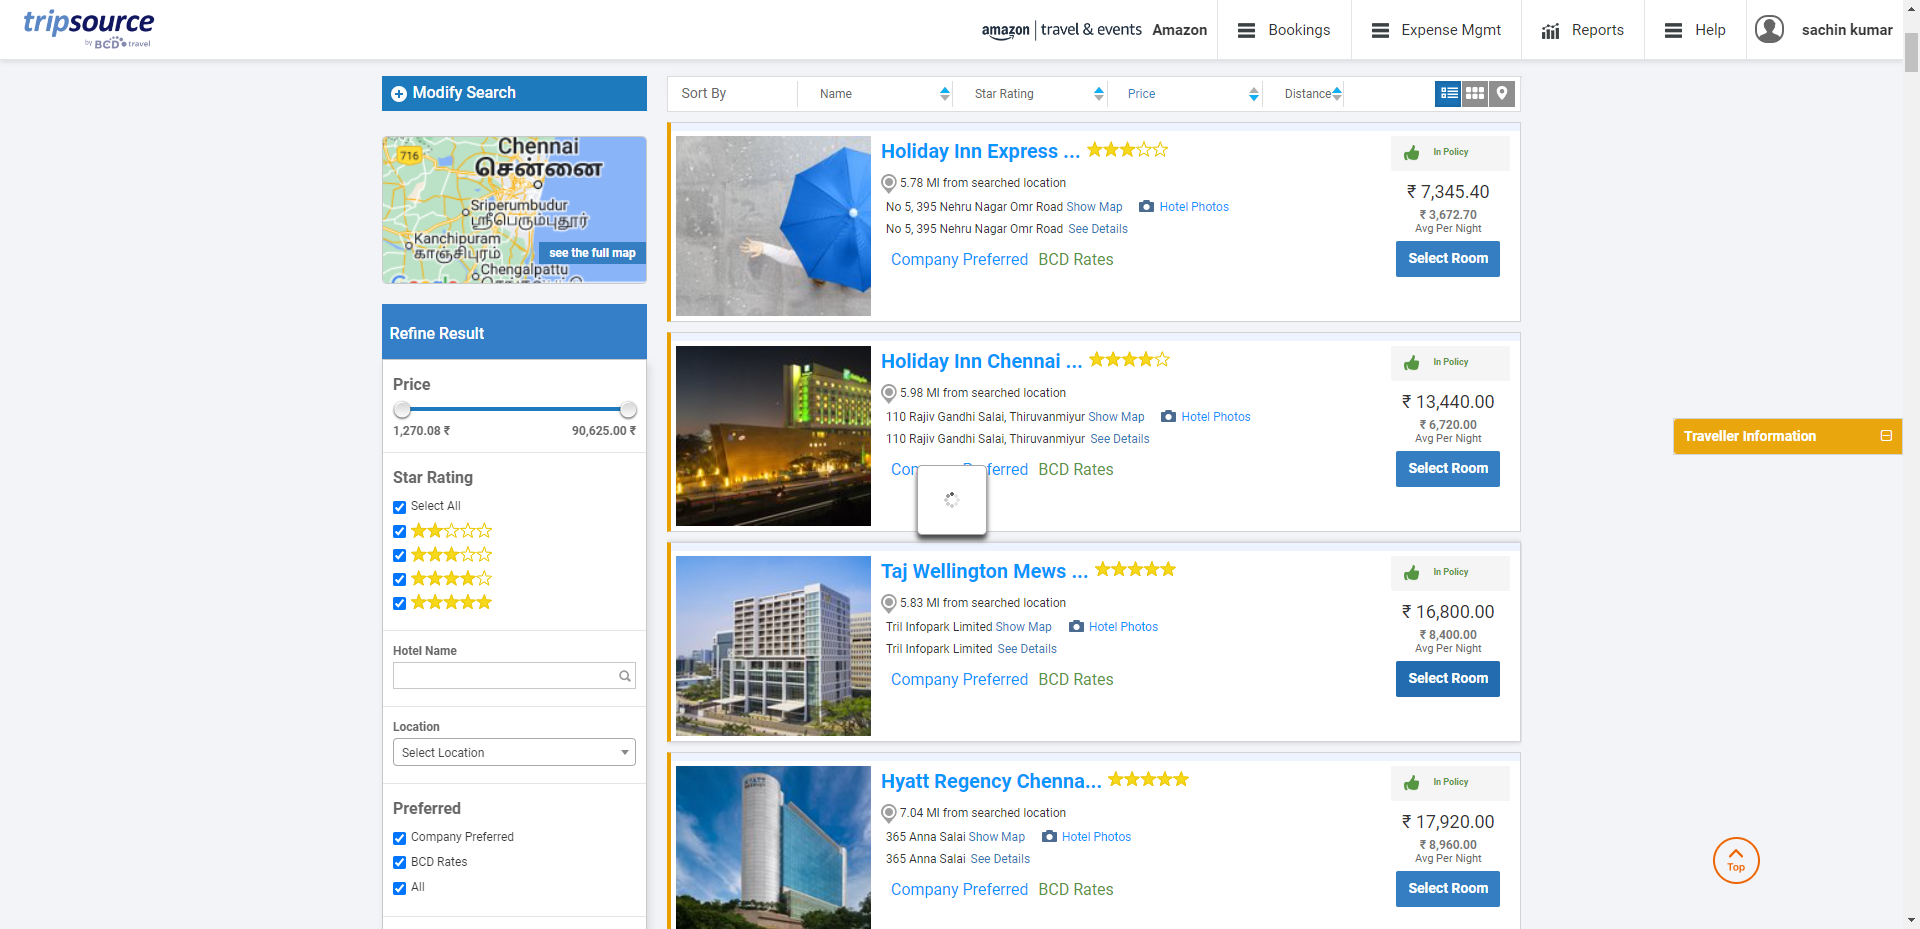 tripsource
by BCD travel
amazon | travel & events Amazon
Bookings
Expense Mgmt
Reports
Help
sachin kumar
Modify Search
716
Chennai
சென்னை
Sriperumbudur
ஸ்ரீபெரும்புதூர்
Kanchipuram
காஞ்சிபுரம்
see the full map
Chengalpattu
Refine Result
Price
1,270.08 ₹ 90,625.00 ₹
Star Rating
Select All
Hotel Name
Location
Select Location
Preferred
Company Preferred
BCD Rates
All
Sort By Name Star Rating Price Distance
Holiday Inn Express ...
5.78 MI from searched location
No 5, 395 Nehru Nagar Omr Road Show Map Hotel Photos
No 5, 395 Nehru Nagar Omr Road See Details
Company Preferred BCD Rates
In Policy
₹ 7,345.40
₹ 3,672.70
Avg Per Night
Select Room
Holiday Inn Chennai ...
5.98 MI from searched location
110 Rajiv Gandhi Salai, Thiruvanmiyur Show Map Hotel Photos
110 Rajiv Gandhi Salai, Thiruvanmiyur See Details
BCD Rates
In Policy
₹ 13,440.00
₹ 6,720.00
Avg Per Night
Select Room
Taj Wellington Mews ...
5.83 MI from searched location
Tril Infopark Limited Show Map Hotel Photos
Tril Infopark Limited See Details
Company Preferred BCD Rates
In Policy
₹ 16,800.00
₹ 8,400.00
Avg Per Night
Select Room
Hyatt Regency Chenna...
7.04 MI from searched location
365 Anna Salai Show Map Hotel Photos
365 Anna Salai See Details
Company Preferred BCD Rates
In Policy
₹ 17,920.00
₹ 8,960.00
Avg Per Night
Select Room
Traveller Information
Top